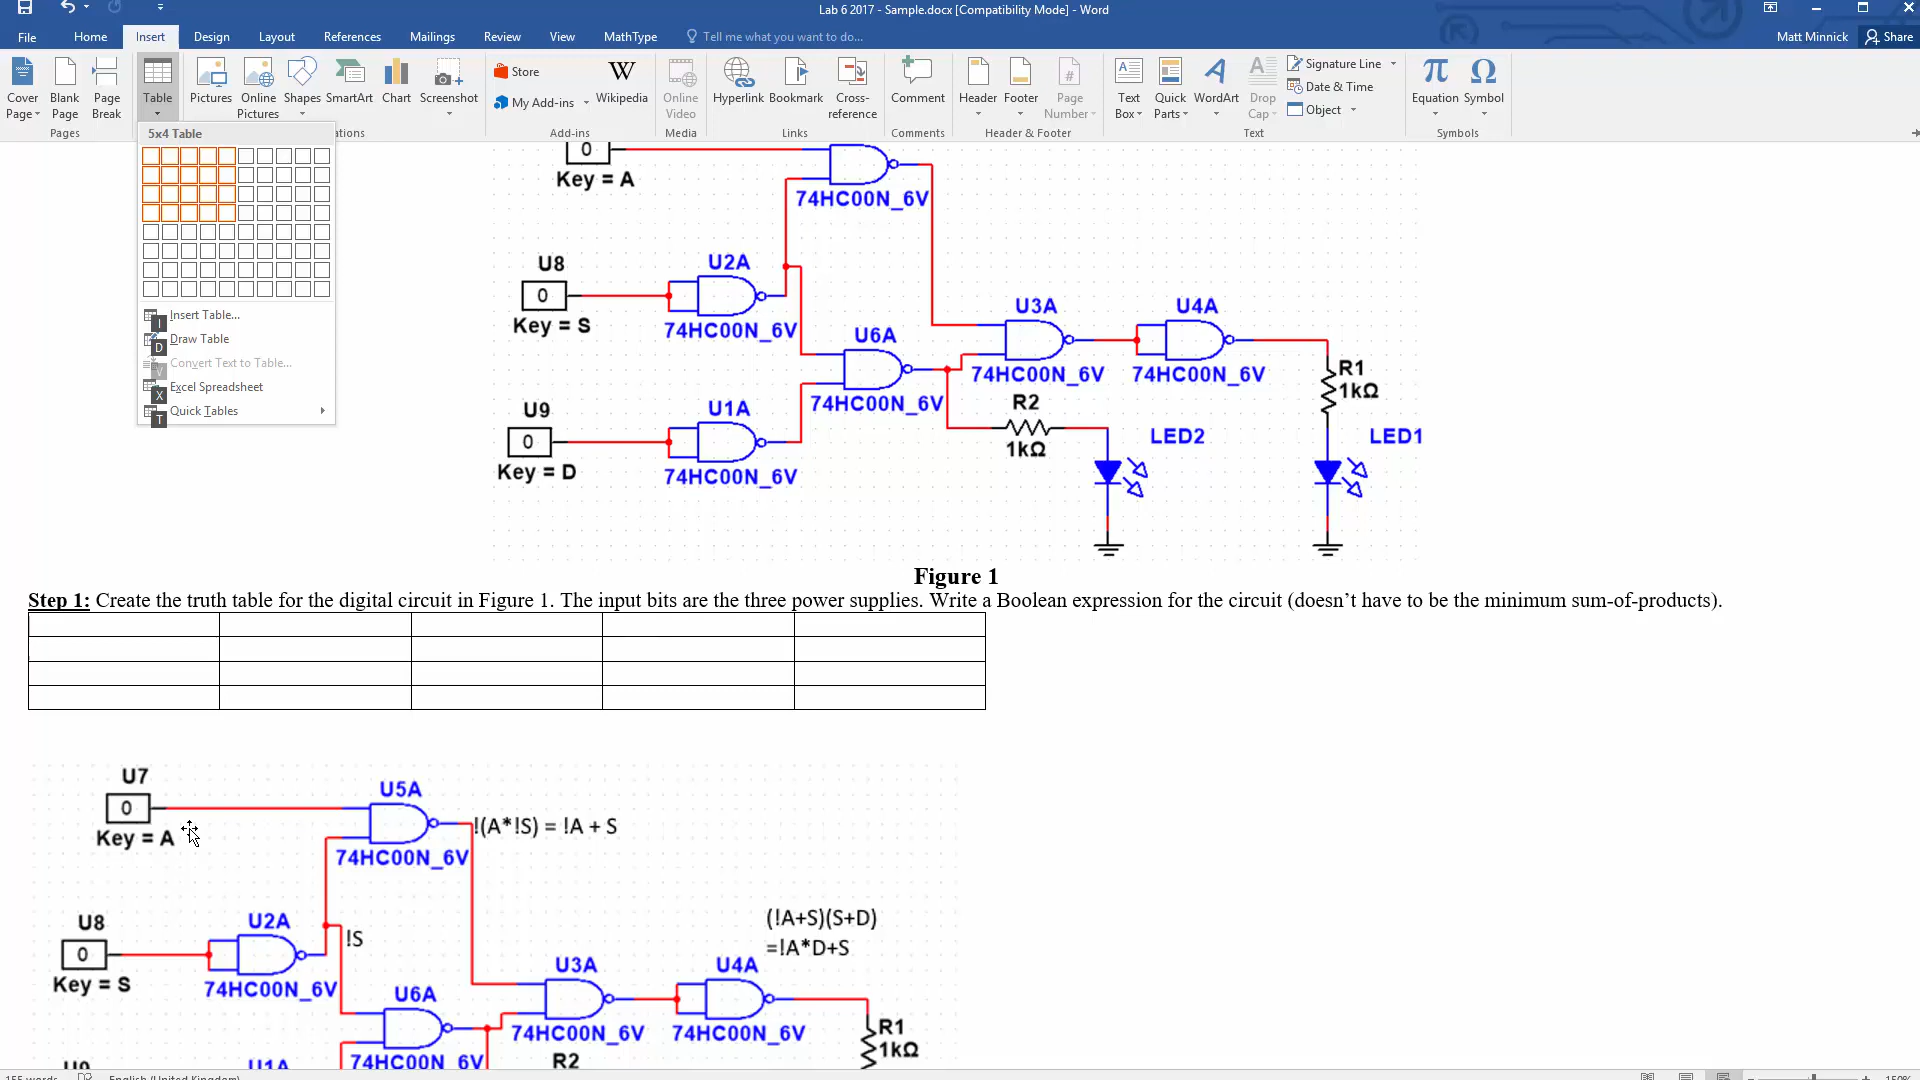 Lab 6 2017 - Sample.docx [Compatibility Mode] - Word
File Home Insert Design Layout References Mailings Review View MathType Tell me what you want to do... Matt Minnick Share
Cover Page
Blank Page
Page Break
Pages
Table
Pictures
Online Pictures
Shapes
SmartArt
Chart
Screenshot
ations
Store
My Add-ins
Wikipedia
Add-ins
Online Video
Media
Hyperlink
Bookmark
Cross-reference
Links
Comment
Comments
Header
Footer
Page Number
Header & Footer
Text Box
Quick Parts
WordArt
Drop Cap
Signature Line
Date & Time
Object
Text
Equation
Symbol
Symbols
5x4 Table
Insert Table...
I
Draw Table
D
Convert Text to Table...
V
Excel Spreadsheet
X
Quick Tables
T
0
Key = A
74HC00N_6V
U8
0
Key = S
U2A
74HC00N_6V
U6A
74HC00N_6V
U3A
74HC00N_6V
U4A
74HC00N_6V
R1
1kΩ
U9
0
Key = D
U1A
74HC00N_6V
R2
1kΩ
LED2
LED1
Figure 1
Step 1: Create the truth table for the digital circuit in Figure 1. The input bits are the three power supplies. Write a Boolean expression for the circuit (doesn’t have to be the minimum sum-of-products).
U7
0
Key = A
U5A
74HC00N_6V
!(A*!S) = !A + S
U8
0
Key = S
U2A
74HC00N_6V
!S
(!A+S)(S+D)
=!A*D+S
U6A
74HC00N_6V
U3A
74HC00N_6V
U4A
74HC00N_6V
R1
1kΩ
U9
U1A
R2
155 words
English (United Kingdom)
150%